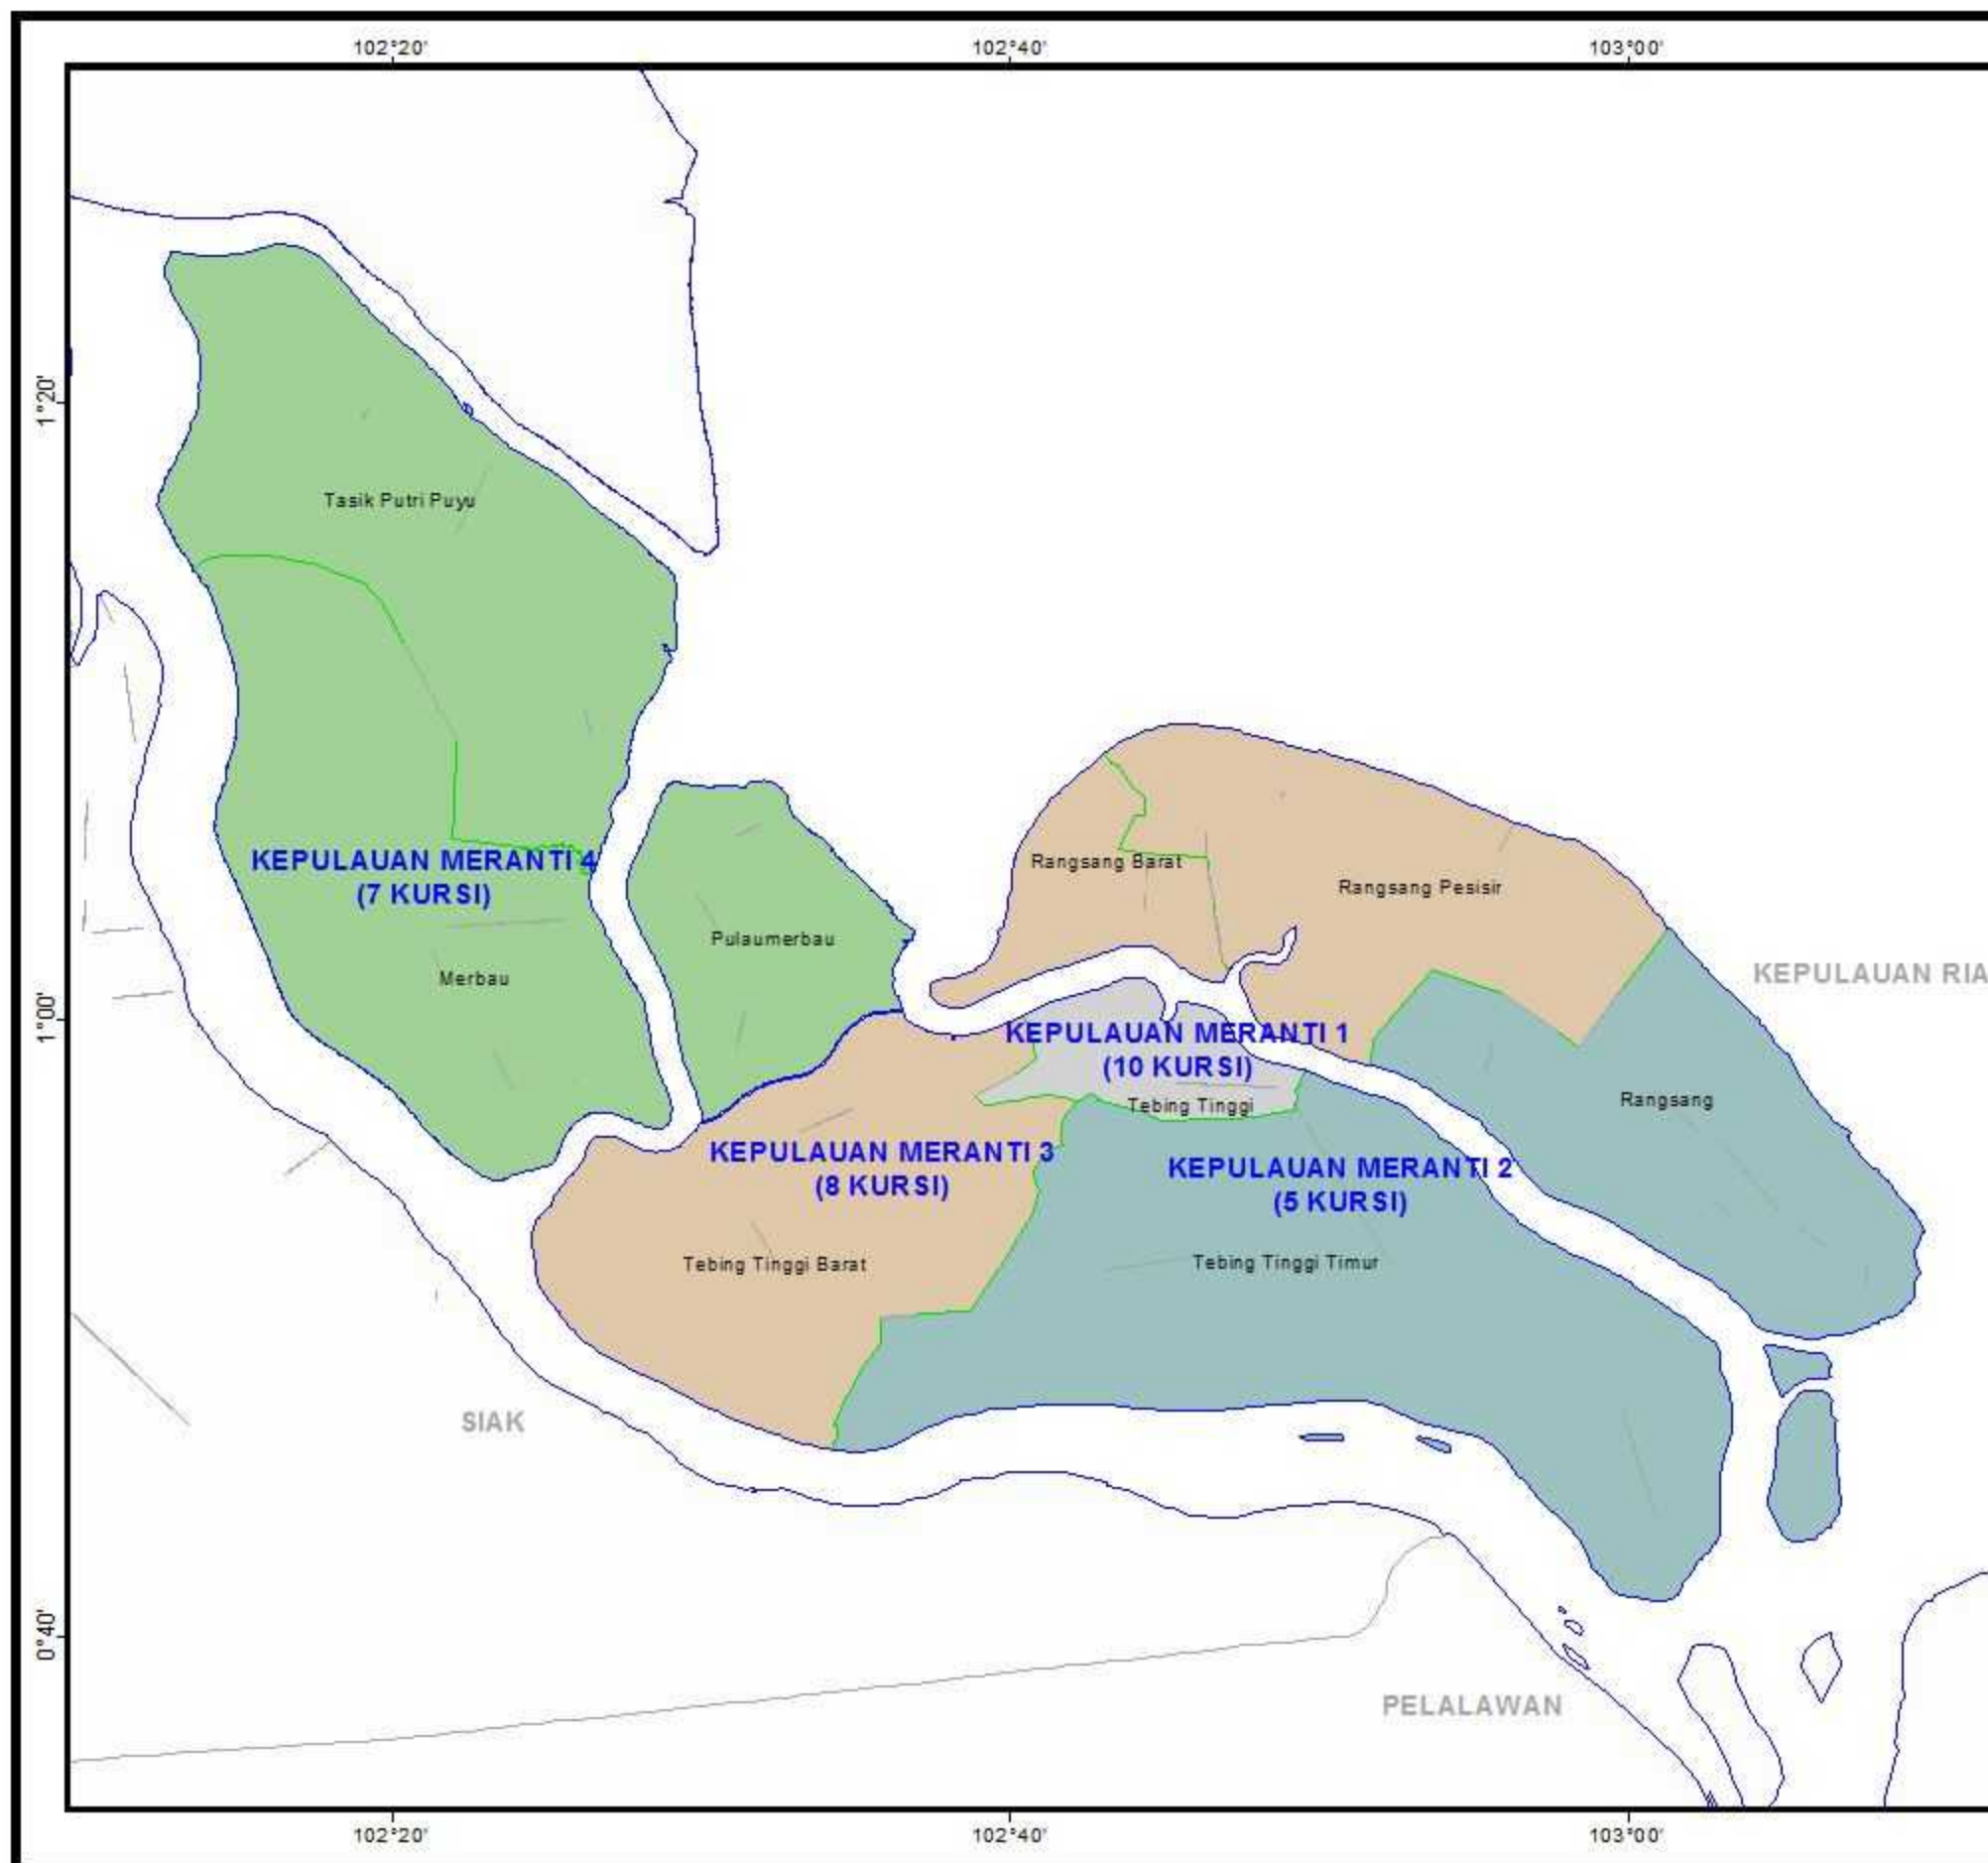 102°20'
102°40'
103°00'
1°20'
1°00'
0°40'
Tasik Putri Puyu
KEPULAUAN MERANTI 4
(7 KURSI)
Merbau
Pulaumerbau
Rangsang Barat
Rangsang Pesisir
KEPULAUAN RIA
KEPULAUAN MERANTI 1
(10 KURSI)
Tebing Tinggi
Rangsang
KEPULAUAN MERANTI 3
(8 KURSI)
KEPULAUAN MERANTI 2
(5 KURSI)
Tebing Tinggi Barat
Tebing Tinggi Timur
SIAK
PELALAWAN
102°20'
102°40'
103°00'